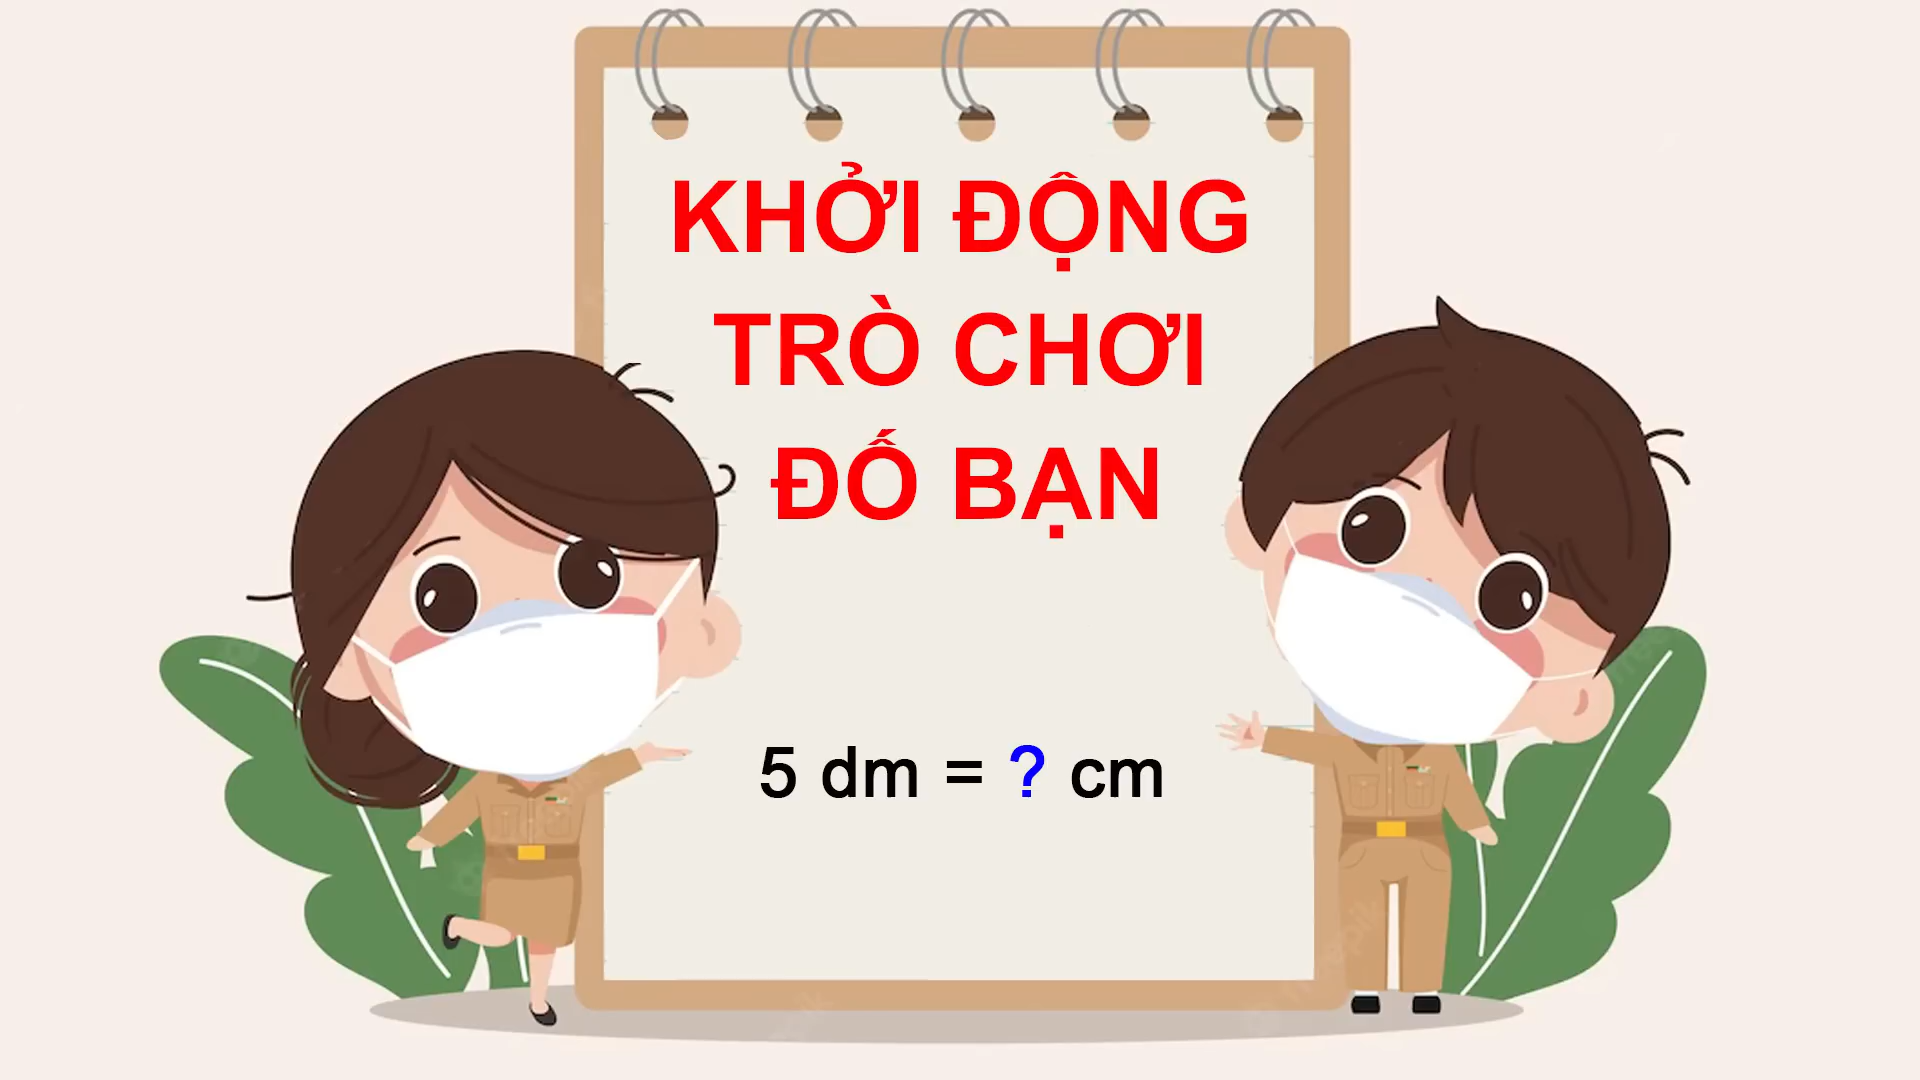 KHỞI ĐỘNG
TRÒ CHƠI
ĐỐ BẠN
5 dm = ? cm